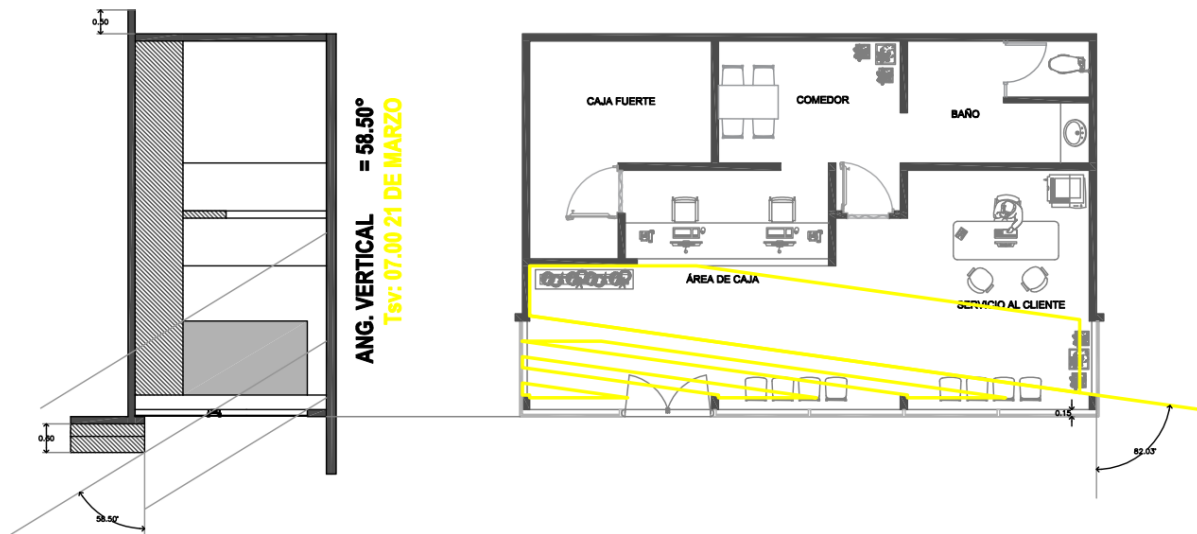 0.50
0.60
58.50°
ANG. VERTICAL = 58.50°
Tsv: 07.00 21 DE MARZO
CAJA FUERTE
COMEDOR
BAÑO
ÁREA DE CAJA
SERVICIO AL CLIENTE
0.15
82.03°